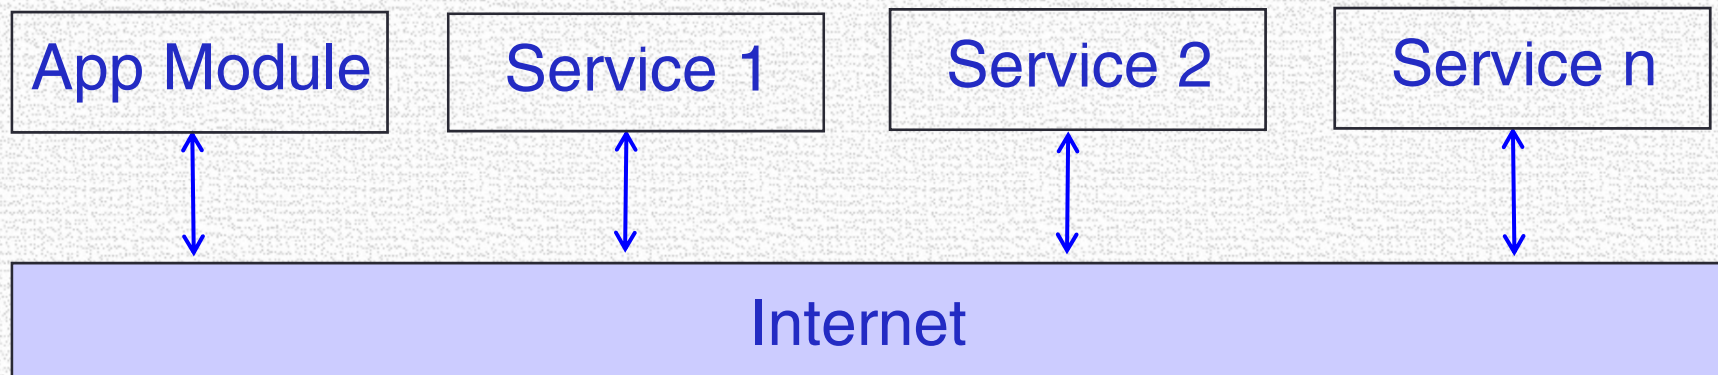 App Module
Service 1
Service 2
Service n
Internet